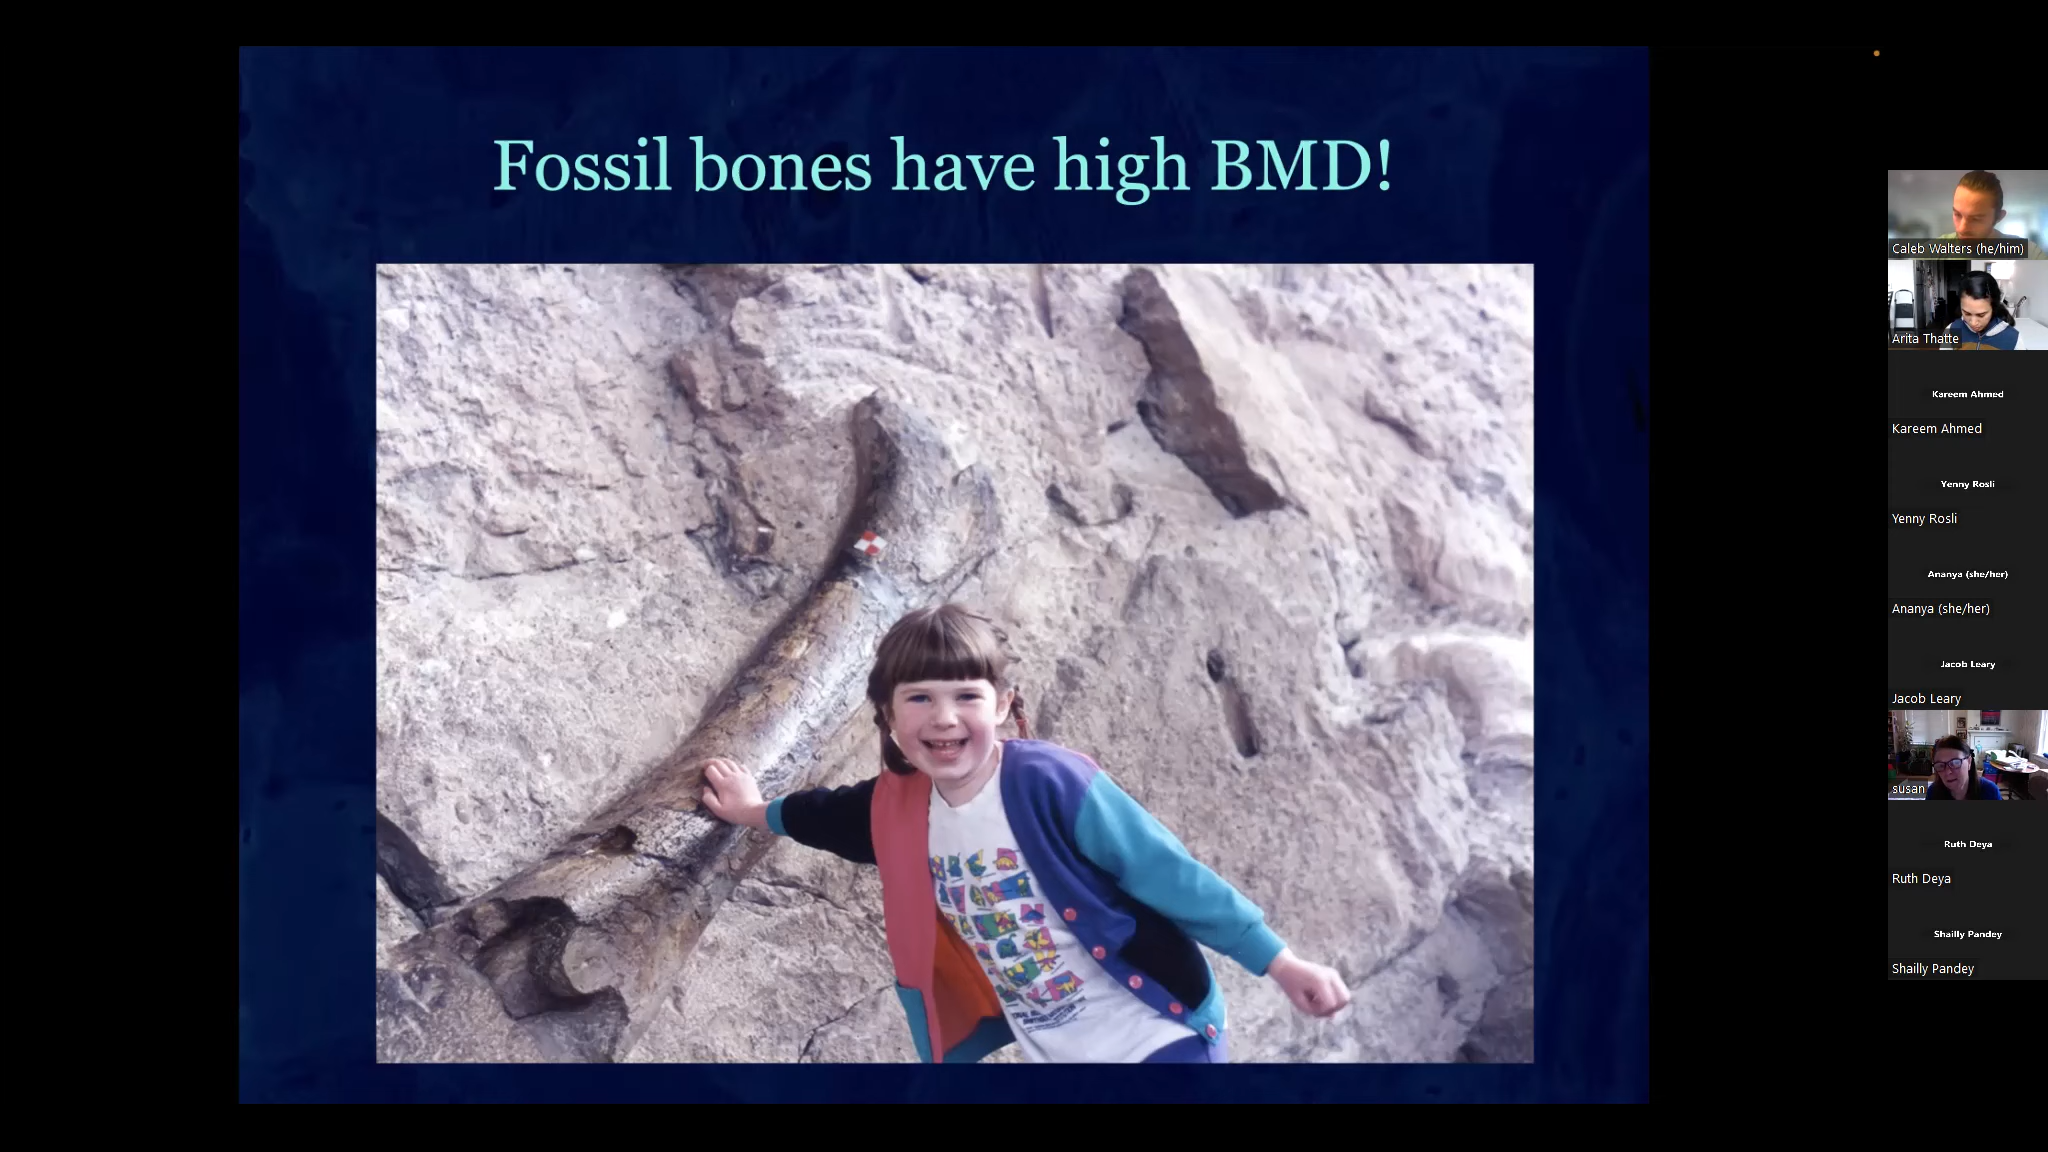 Fossil bones have high BMD!
Caleb Walters (he/him)
Arita Thatte
Kareem Ahmed
Kareem Ahmed
Yenny Rosli
Yenny Rosli
Ananya (she/her)
Ananya (she/her)
Jacob Leary
Jacob Leary
susan
Ruth Deya
Ruth Deya
Shailly Pandey
Shailly Pandey